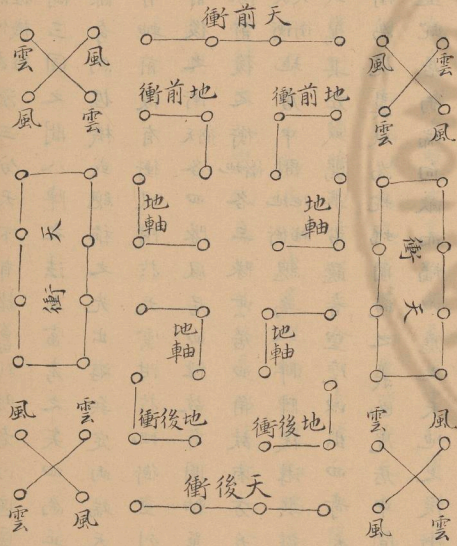 天前衝
風 雲
雲 風
地前衝 地前衝
雲 風
風 雲
地軸 地軸
天衝
天衝
地軸 地軸
地後衝 地後衝
雲 風
風 雲
天後衝
風 雲
雲 風